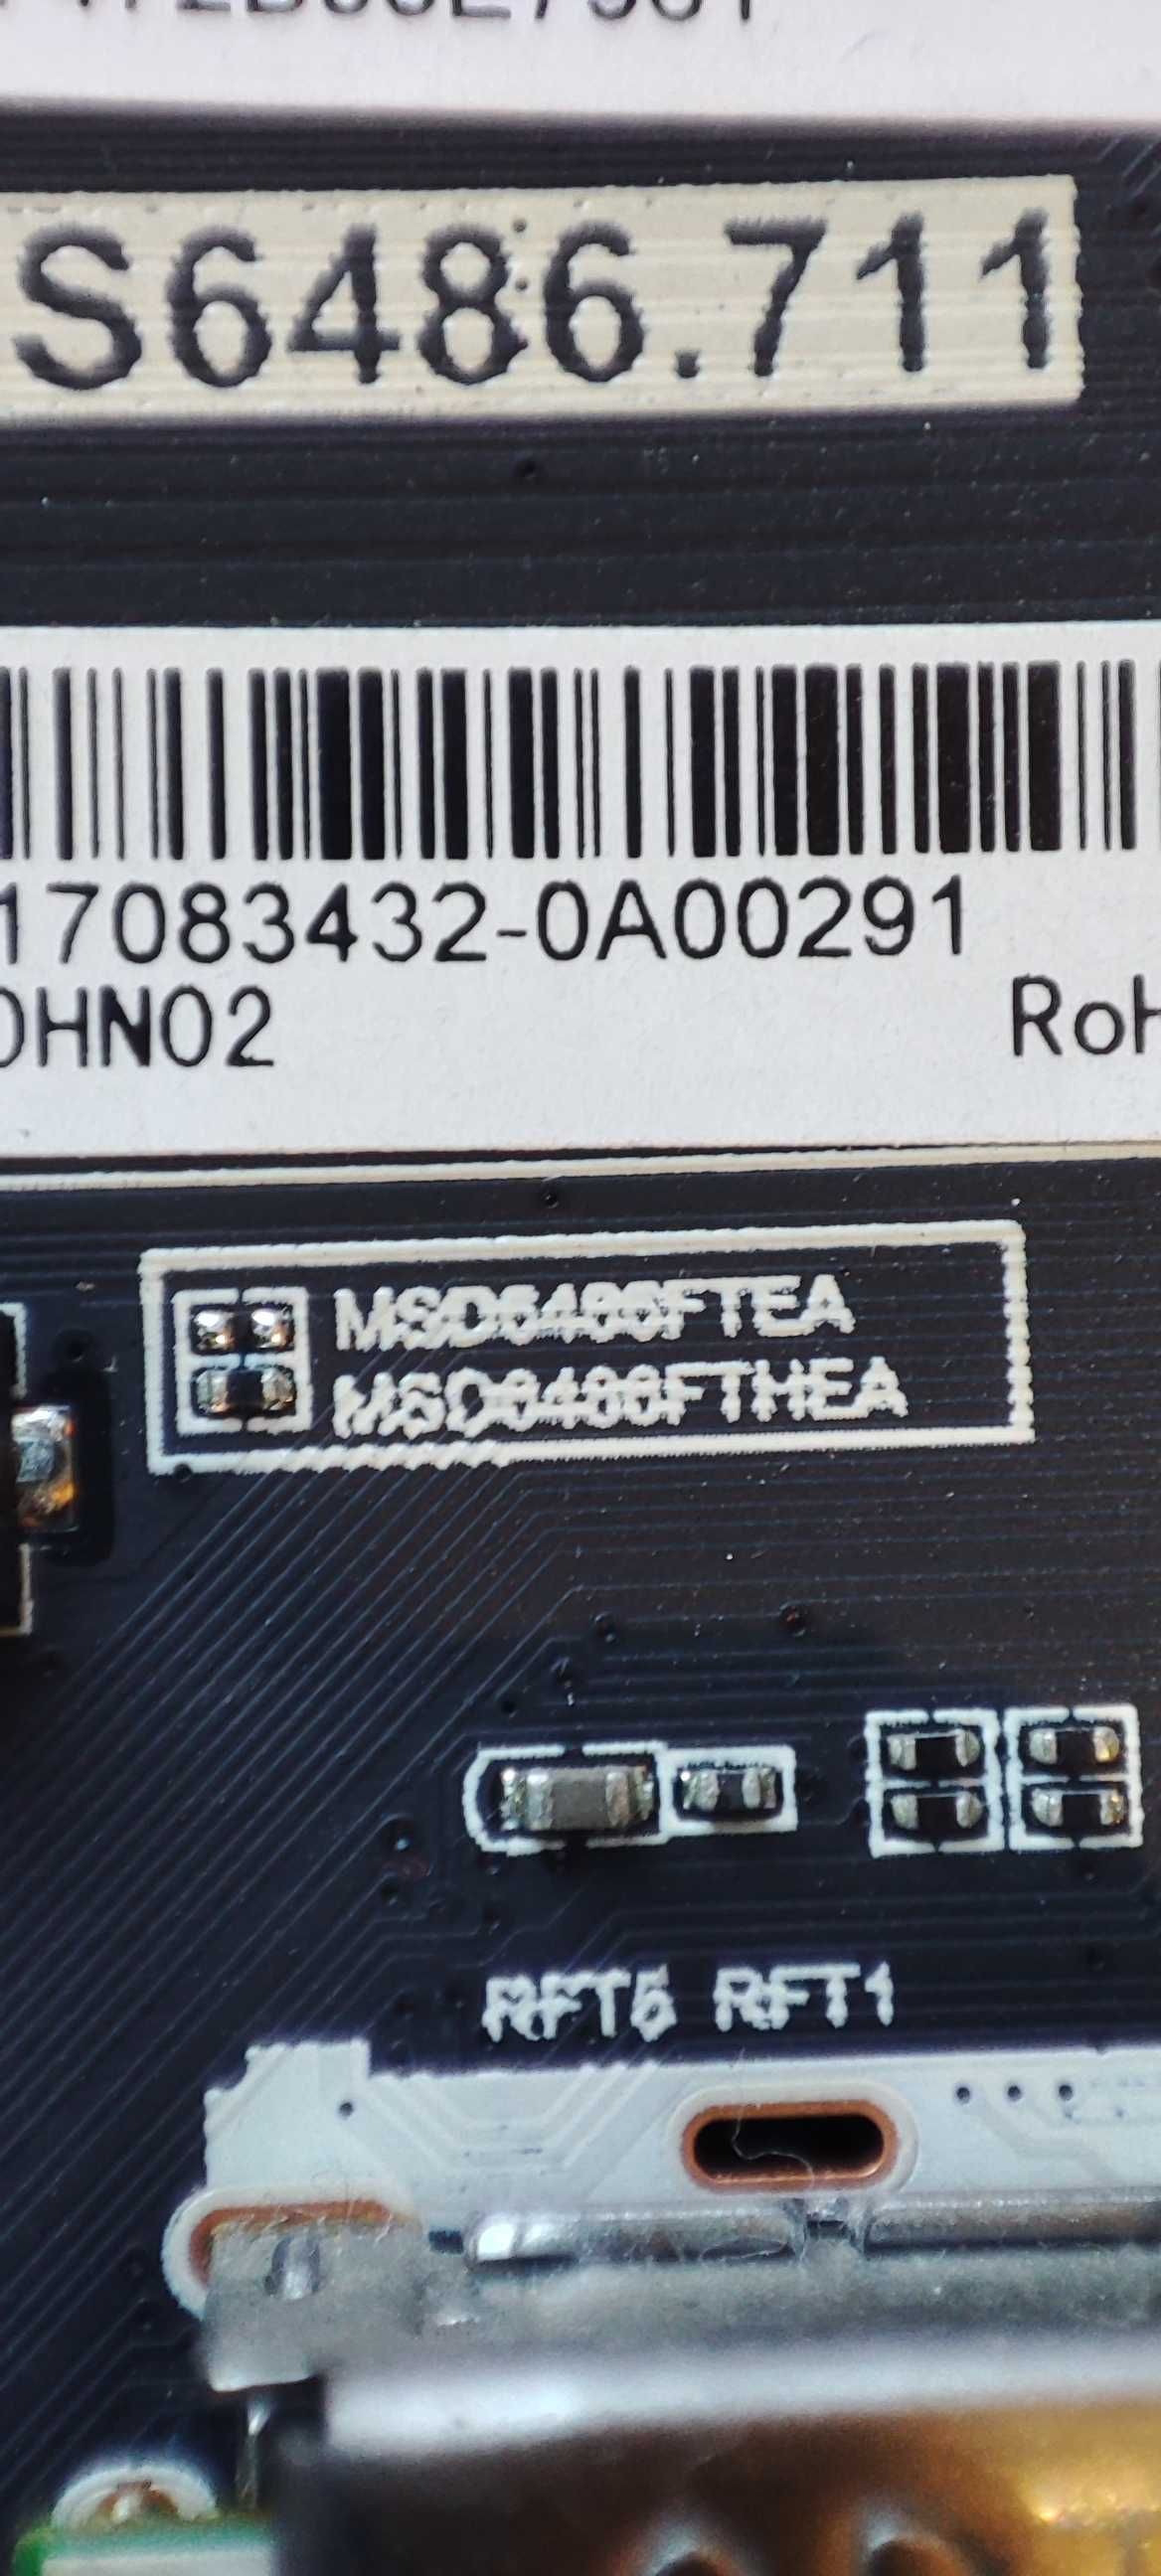 S6486.711
17083432-0A00291
0HN02
RoH
MSD6486FTEA
MSD6486FTHEA
RFT5 RFT1